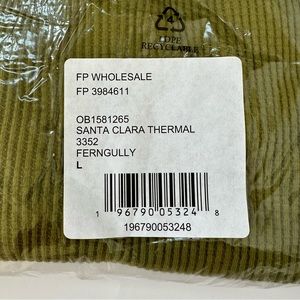 LDPE
RECYCLABLE
FP WHOLESALE
FP 3984611
OB1581265
SANTA CLARA THERMAL
3352
FERNGULLY
L
1 96790 05324 8
196790053248